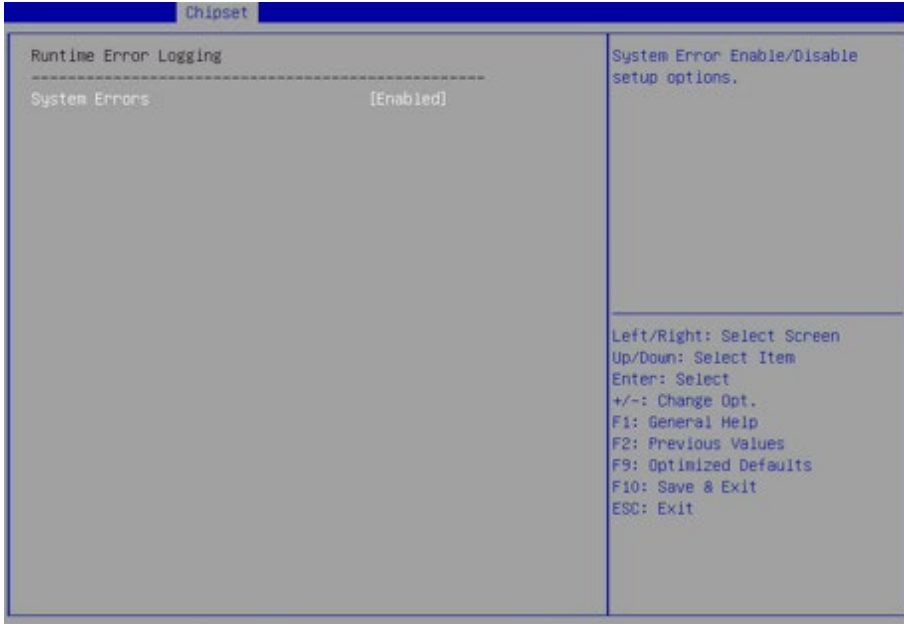 Chipset
Runtime Error Logging
--------------------------------------------------
System Errors [Enabled]
System Error Enable/Disable
setup options.
Left/Right: Select Screen
Up/Down: Select Item
Enter: Select
+/-: Change Opt.
F1: General Help
F2: Previous Values
F9: Optimized Defaults
F10: Save & Exit
ESC: Exit